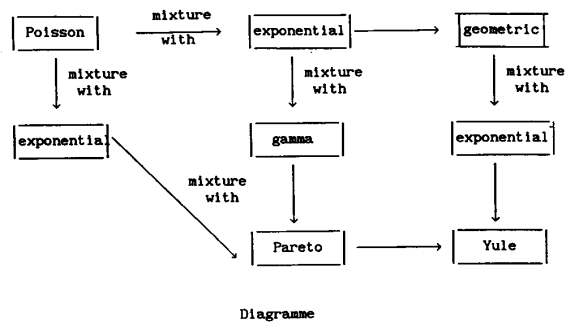 mixture
Poisson with exponential geometric
mixture mixture mixture
with with with
exponential gamma exponential
mixture
with
Pareto Yule
Diagramme